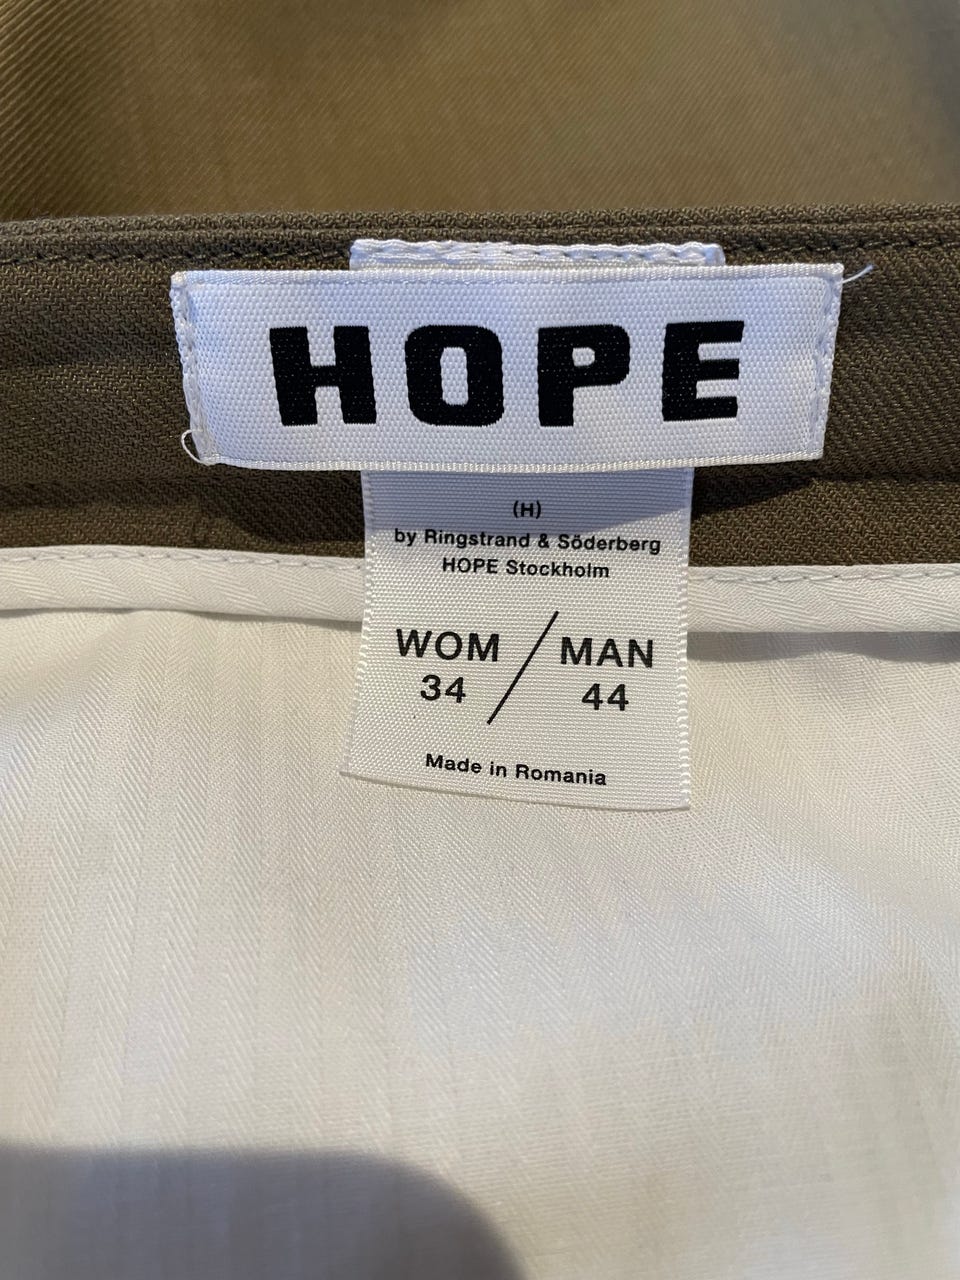 HOPE
(H)
by Ringstrand & Söderberg
HOPE Stockholm
WOM / MAN
34 44
Made in Romania